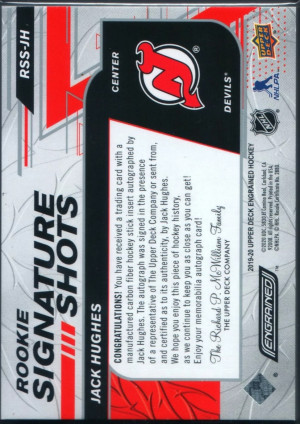 RSS-JH
ROOKIE
SIGNATURE
SHOTS
JACK HUGHES
CENTER
DEVILS®
UPPER DECK
NHLPA
NHL
CONGRATULATIONS! You have received a trading card with a
manufactured carbon fiber hockey stick insert autographed by
Jack Hughes. The autograph was signed in the presence
of a representative of The Upper Deck Company or sent from,
and certified as to its authenticity, by Jack Hughes.
We hope you enjoy this piece of hockey history,
as we continue to keep you as close as you can get!
Enjoy your memorabilia autograph card!
The Richard P. McWilliam Family
THE UPPER DECK COMPANY
ENGRAINED
2019-20 UPPER DECK ENGRAINED HOCKEY